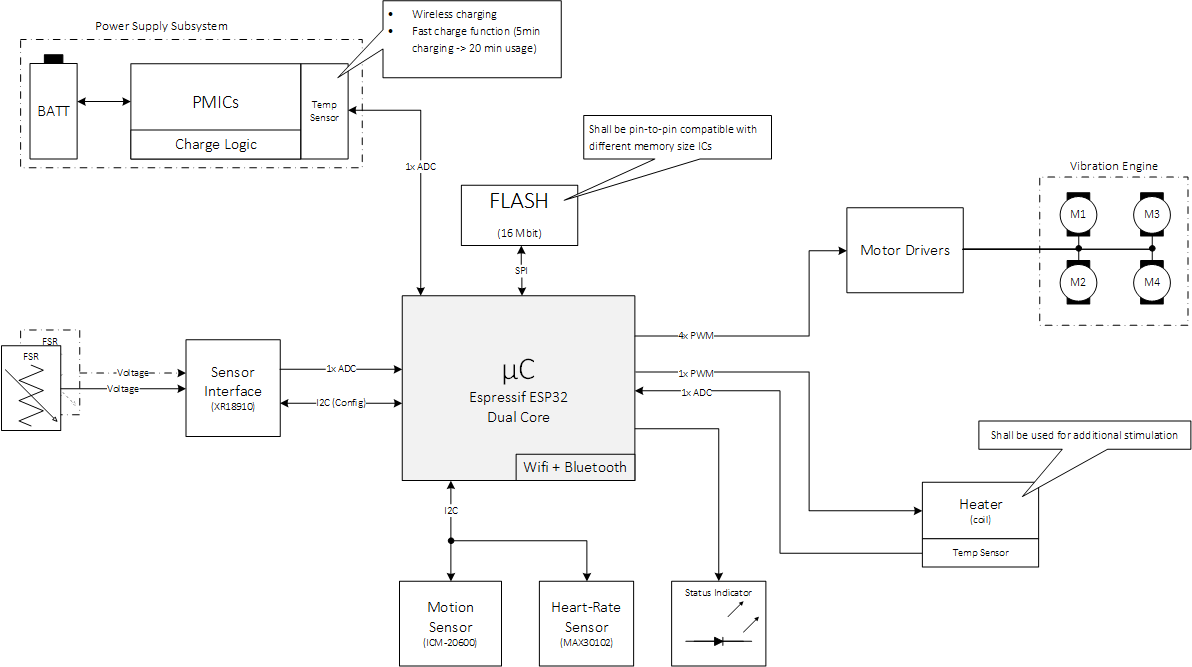 Power Supply Subsystem
• Wireless charging
• Fast charge function (5min
charging -> 20 min usage)
BATT
PMICs
Charge Logic
Temp
Sensor
1x ADC
Shall be pin-to-pin compatible with
different memory size ICs
FLASH
(16 Mbit)
SPI
Vibration Engine
M1
M3
M2
M4
Motor Drivers
4x PWM
FSR
FSR
Voltage
Voltage
Sensor
Interface
(XR18910)
1x ADC
I2C (Config)
µC
Espressif ESP32
Dual Core
Wifi + Bluetooth
1x PWM
1x ADC
Shall be used for additional stimulation
Heater
(coil)
Temp Sensor
I2C
Motion
Sensor
(ICM-20600)
Heart-Rate
Sensor
(MAX30102)
Status Indicator